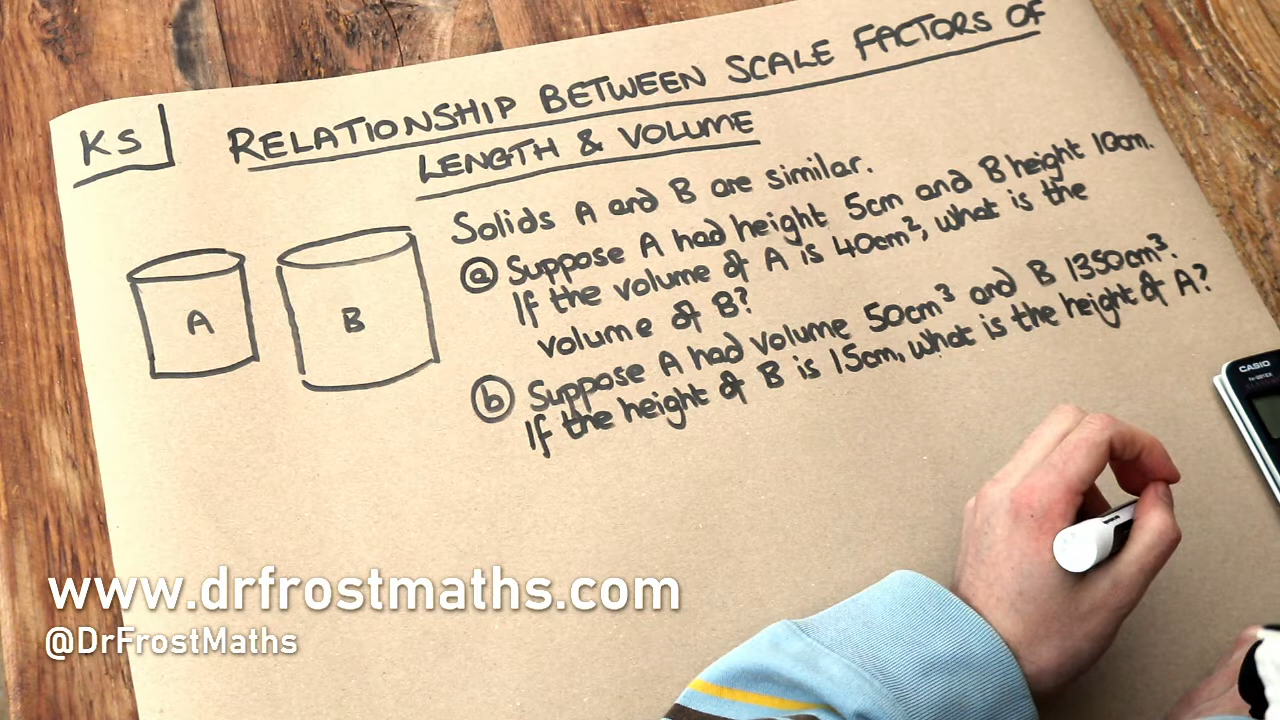 K5
RELATIONSHIP BETWEEN SCALE FACTORS OF
LENGTH & VOLUME
Solids A and B are similar.
ⓐ Suppose A had height 5cm and B height 10cm.
If the volume of A is 40cm², what is the
volume of B?
ⓑ Suppose A had volume 50cm³ and B 1350cm³.
If the height of B is 15cm, what is the height of A?
A
B
CASIO
www.drfrostmaths.com
@DrFrostMaths